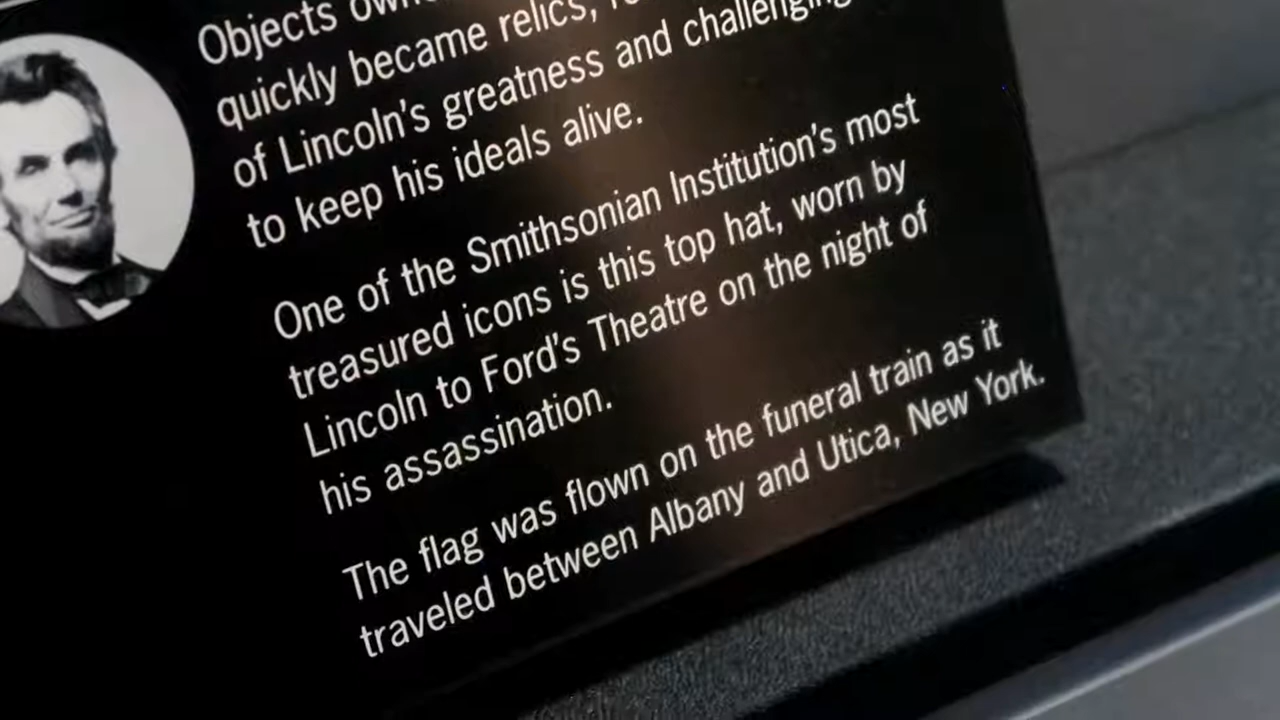 Objects
quickly became relics,
of Lincoln's greatness and challenging
to keep his ideals alive.
One of the Smithsonian Institution's most
treasured icons is this top hat, worn by
Lincoln to Ford's Theatre on the night of
his assassination.
The flag was flown on the funeral train as it
traveled between Albany and Utica, New York.